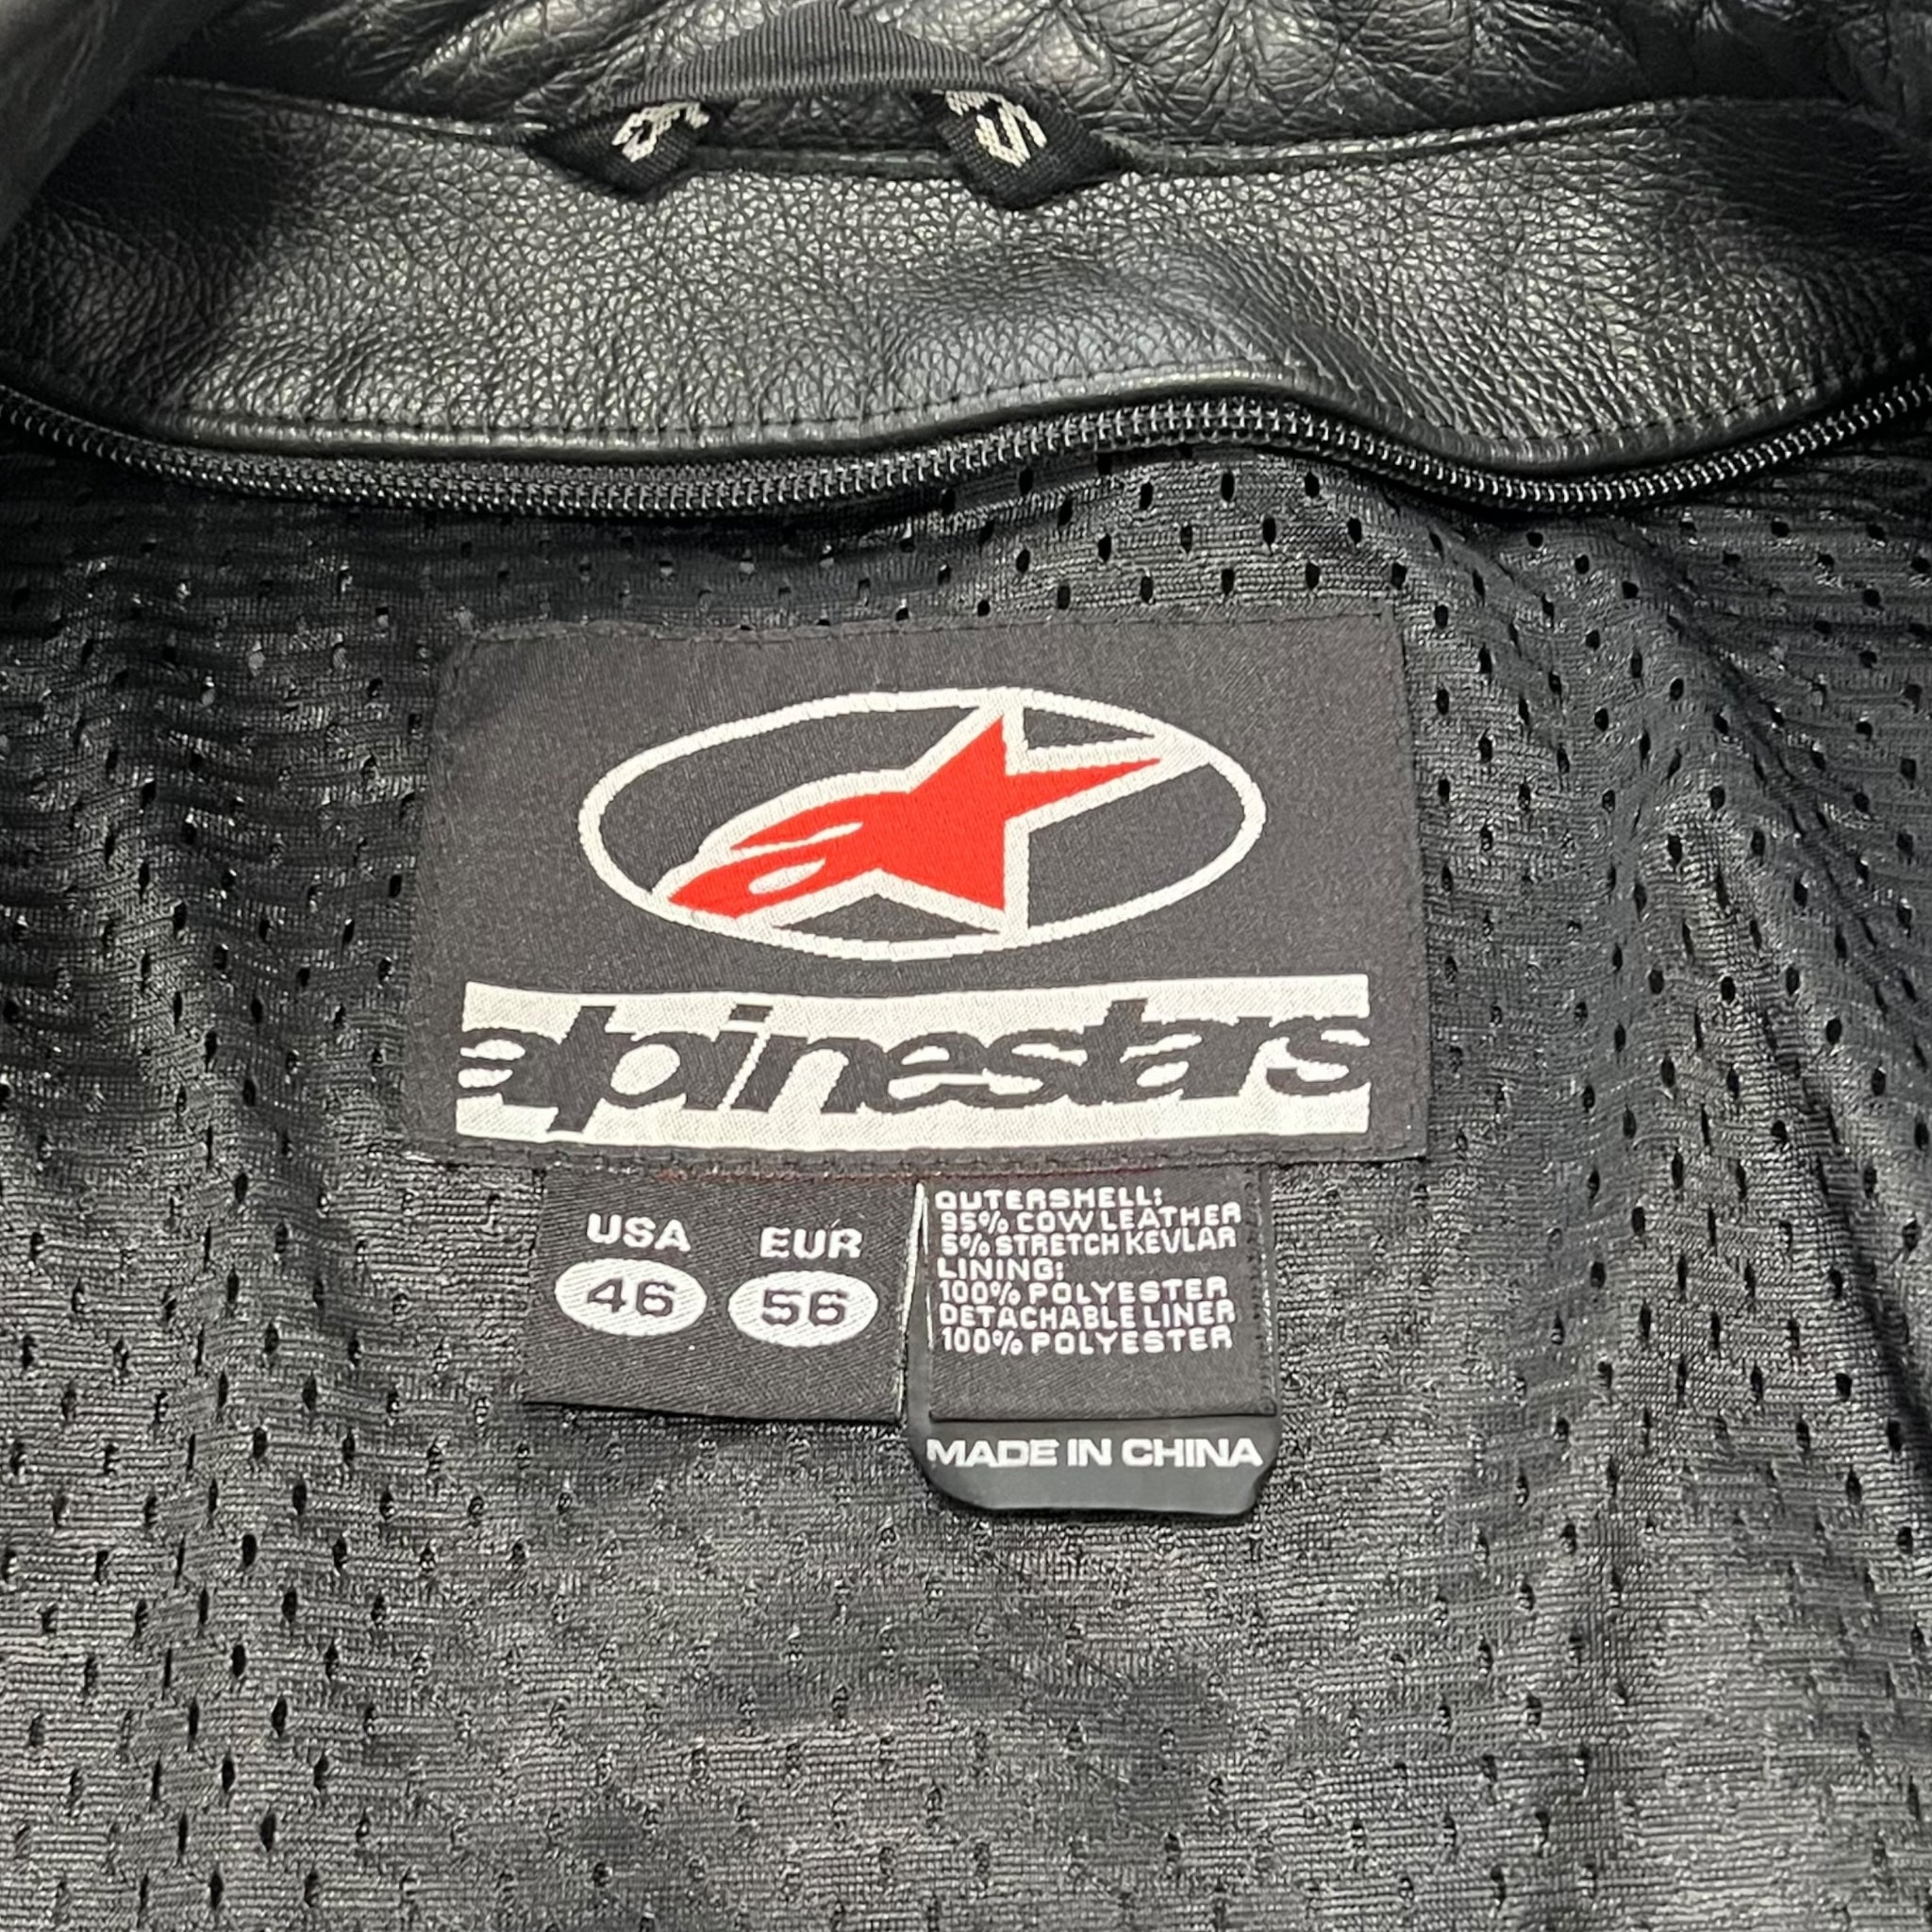 alpinestars
USA EUR
46 56
OUTERSHELL:
95% COW LEATHER
5% STRETCH KEVLAR
LINING:
100% POLYESTER
DETACHABLE LINER
100% POLYESTER
MADE IN CHINA